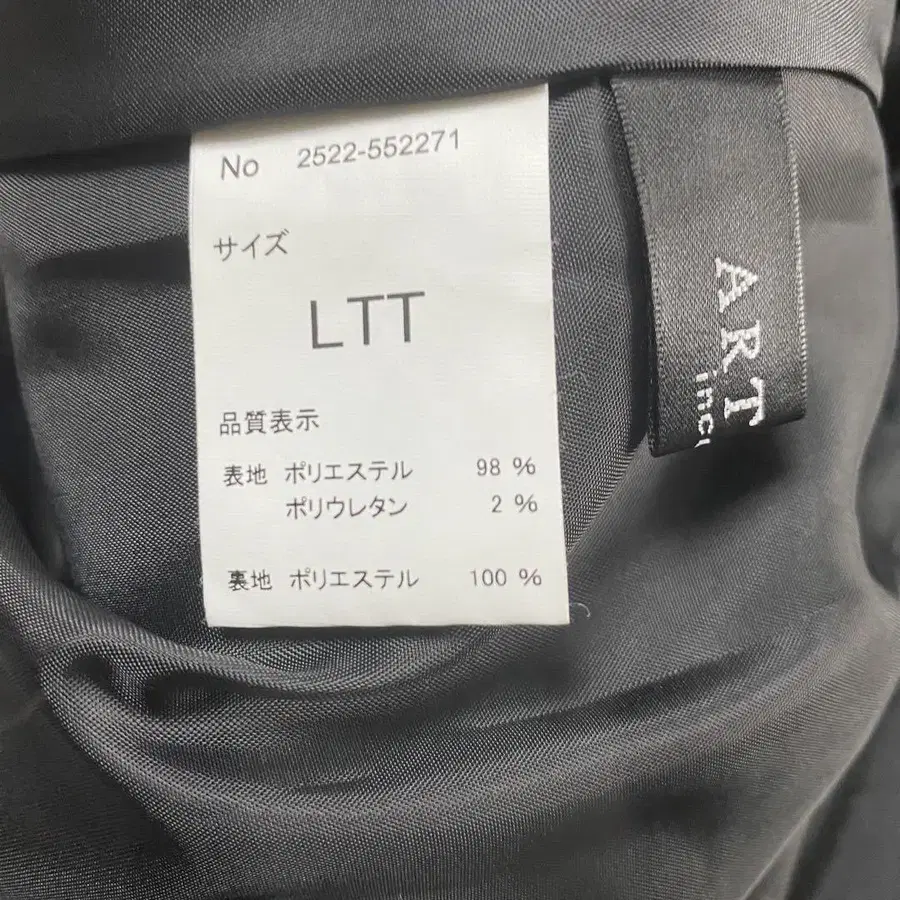 No 2522-552271
サイズ
LTT
品質表示
表地 ポリエステル 98 %
ポリウレタン 2 %
裏地 ポリエステル 100 %
ART